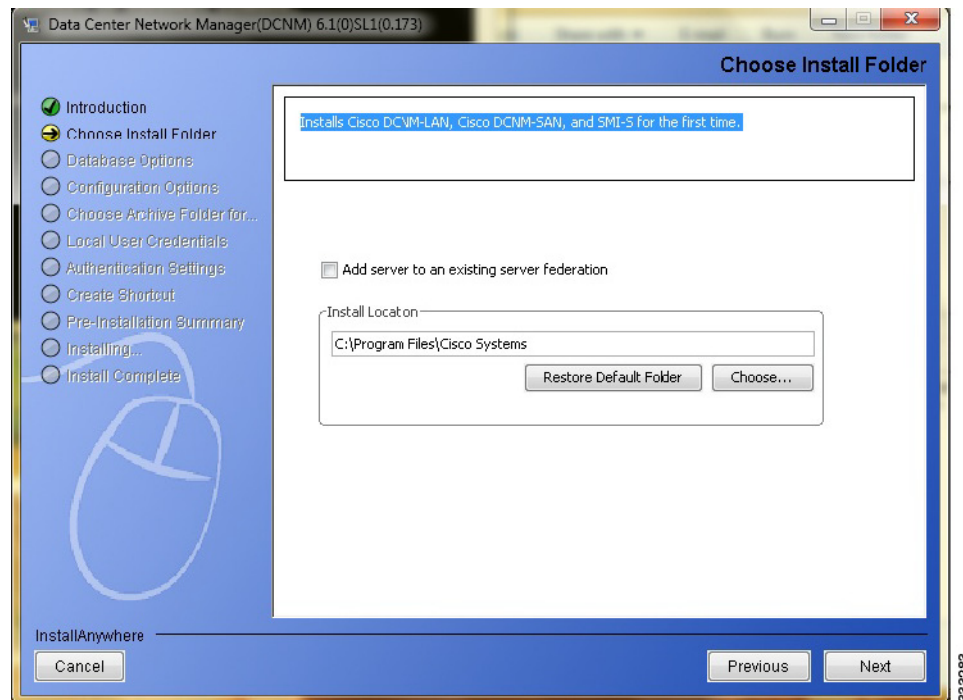 Data Center Network Manager(DCNM) 6.1(0)SL1(0.173)
Choose Install Folder
Introduction
Choose Install Folder
Database Options
Configuration Options
Choose Archive Folder for...
Local User Credentials
Authentication Settings
Create Shortcut
Pre-Installation Summary
Installing...
Install Complete
Installs Cisco DCNM-LAN, Cisco DCNM-SAN, and SMI-S for the first time.
Add server to an existing server federation
Install Locaton
C:\Program Files\Cisco Systems
Restore Default Folder
Choose...
InstallAnywhere
Cancel
Previous
Next